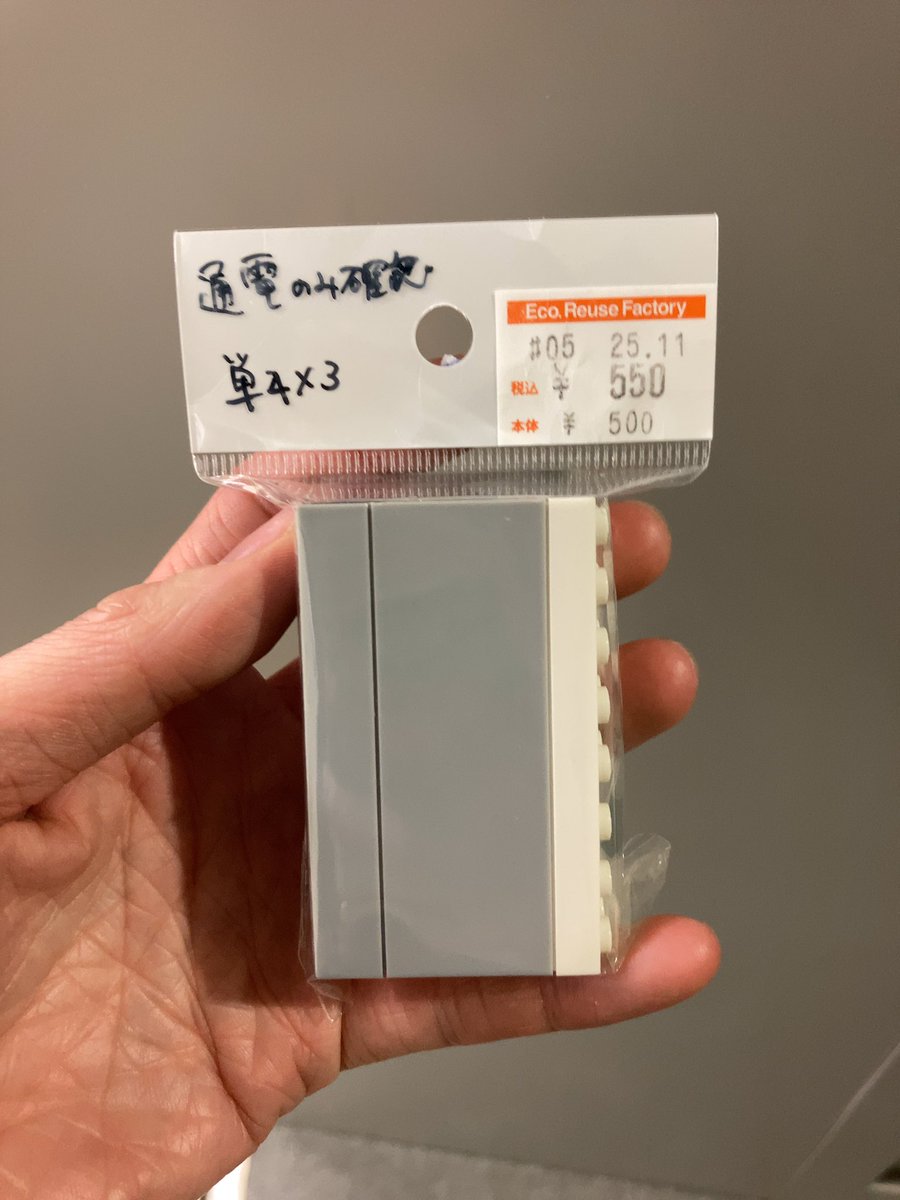 通電のみ確認
単4×3
Eco. Reuse Factory
#05 25.11
税込 ¥ 550
本体 ¥ 500